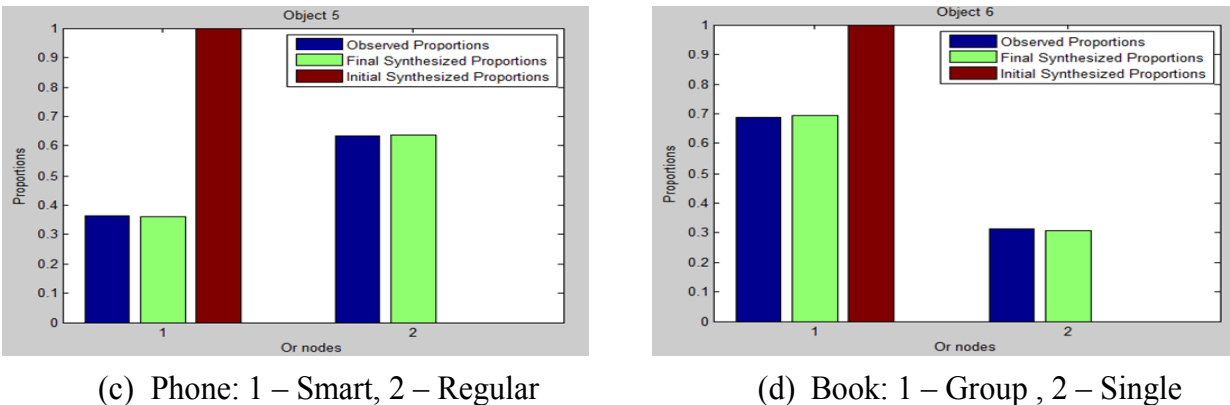 Object 5
1
0.9
0.8
0.7
0.6
0.5
0.4
0.3
0.2
0.1
0
Proportions
Observed Proportions
Final Synthesized Proportions
Initial Synthesized Proportions
1 2
Or nodes
(c) Phone: 1 – Smart, 2 – Regular
Object 6
1
0.9
0.8
0.7
0.6
0.5
0.4
0.3
0.2
0.1
0
Proportions
Observed Proportions
Final Synthesized Proportions
Initial Synthesized Proportions
1 2
Or nodes
(d) Book: 1 – Group , 2 – Single